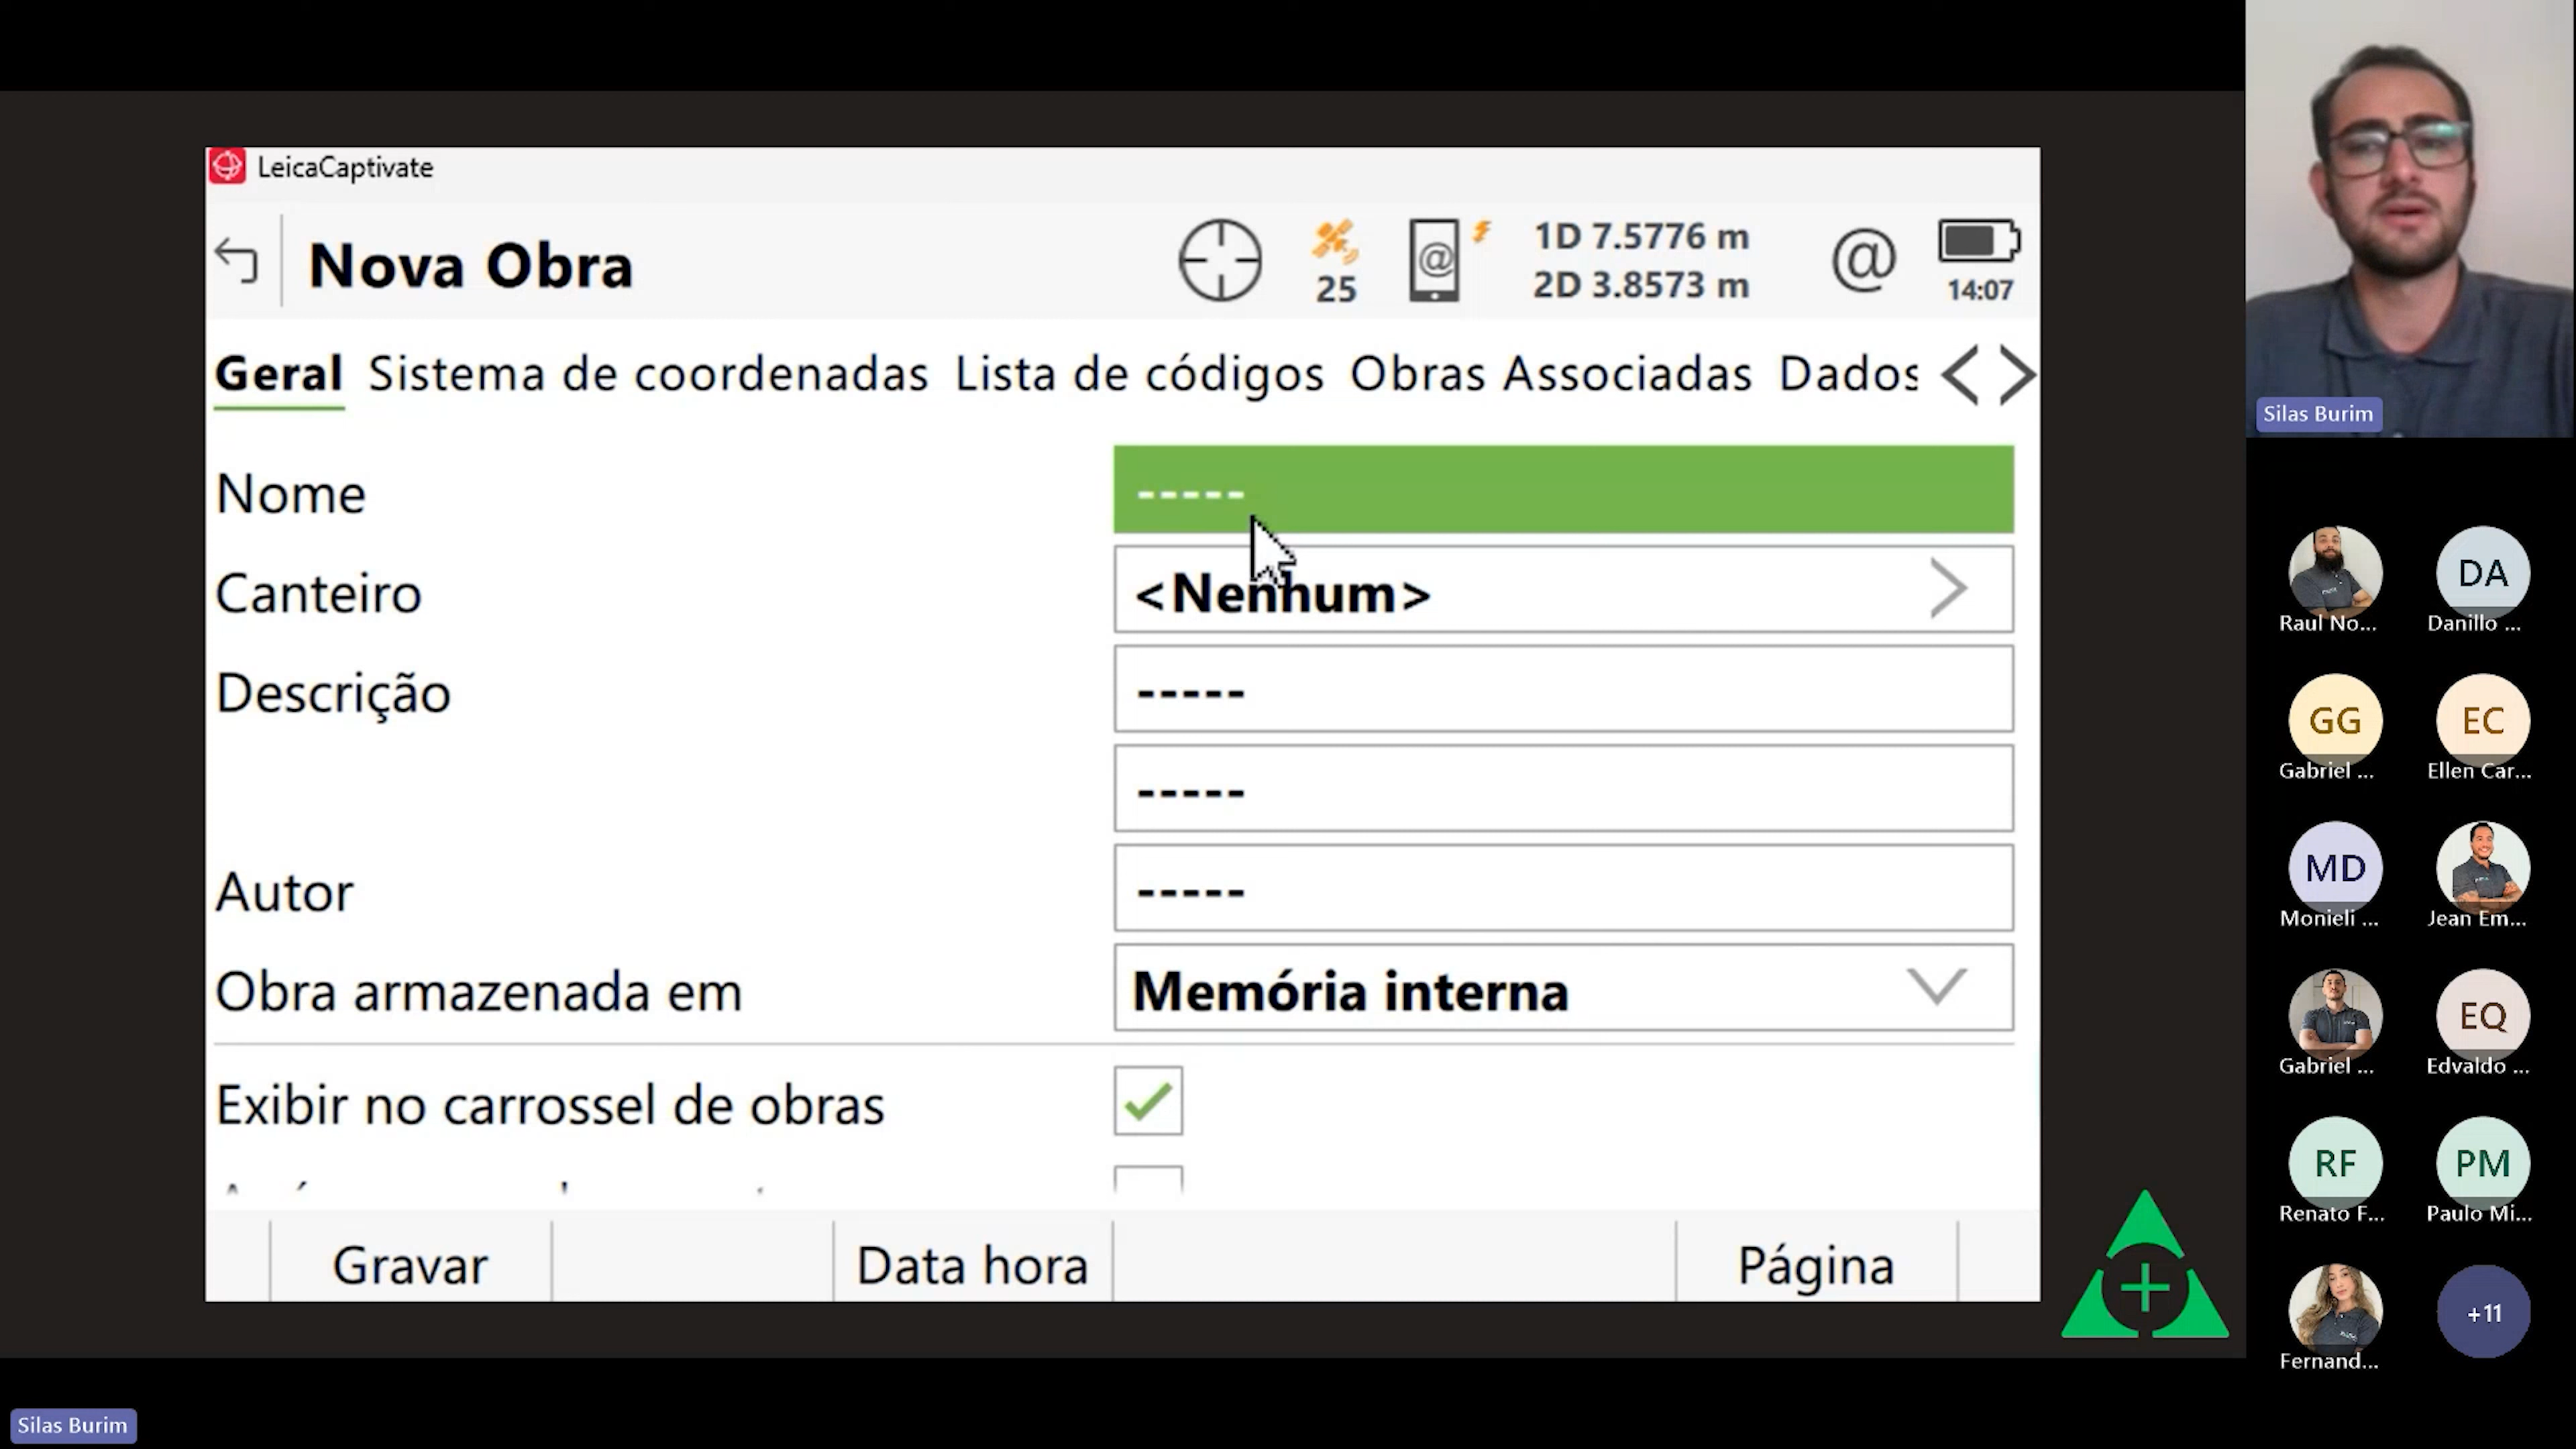 LeicaCaptivate
Nova Obra
25
@
1D 7.5776 m
2D 3.8573 m
@
14:07
Geral Sistema de coordenadas Lista de códigos Obras Associadas Dados
Nome -----
Canteiro <Nenhum>
Descrição -----
-----
Autor -----
Obra armazenada em Memória interna
Exibir no carrossel de obras
Gravar Data hora Página
Silas Burim
Raul No...
DA
Danillo ...
GG
Gabriel ...
EC
Ellen Car...
MD
Monieli ...
Jean Em...
Gabriel ...
EQ
Edvaldo ...
RF
Renato F...
PM
Paulo Mi...
Fernand...
+11
Silas Burim